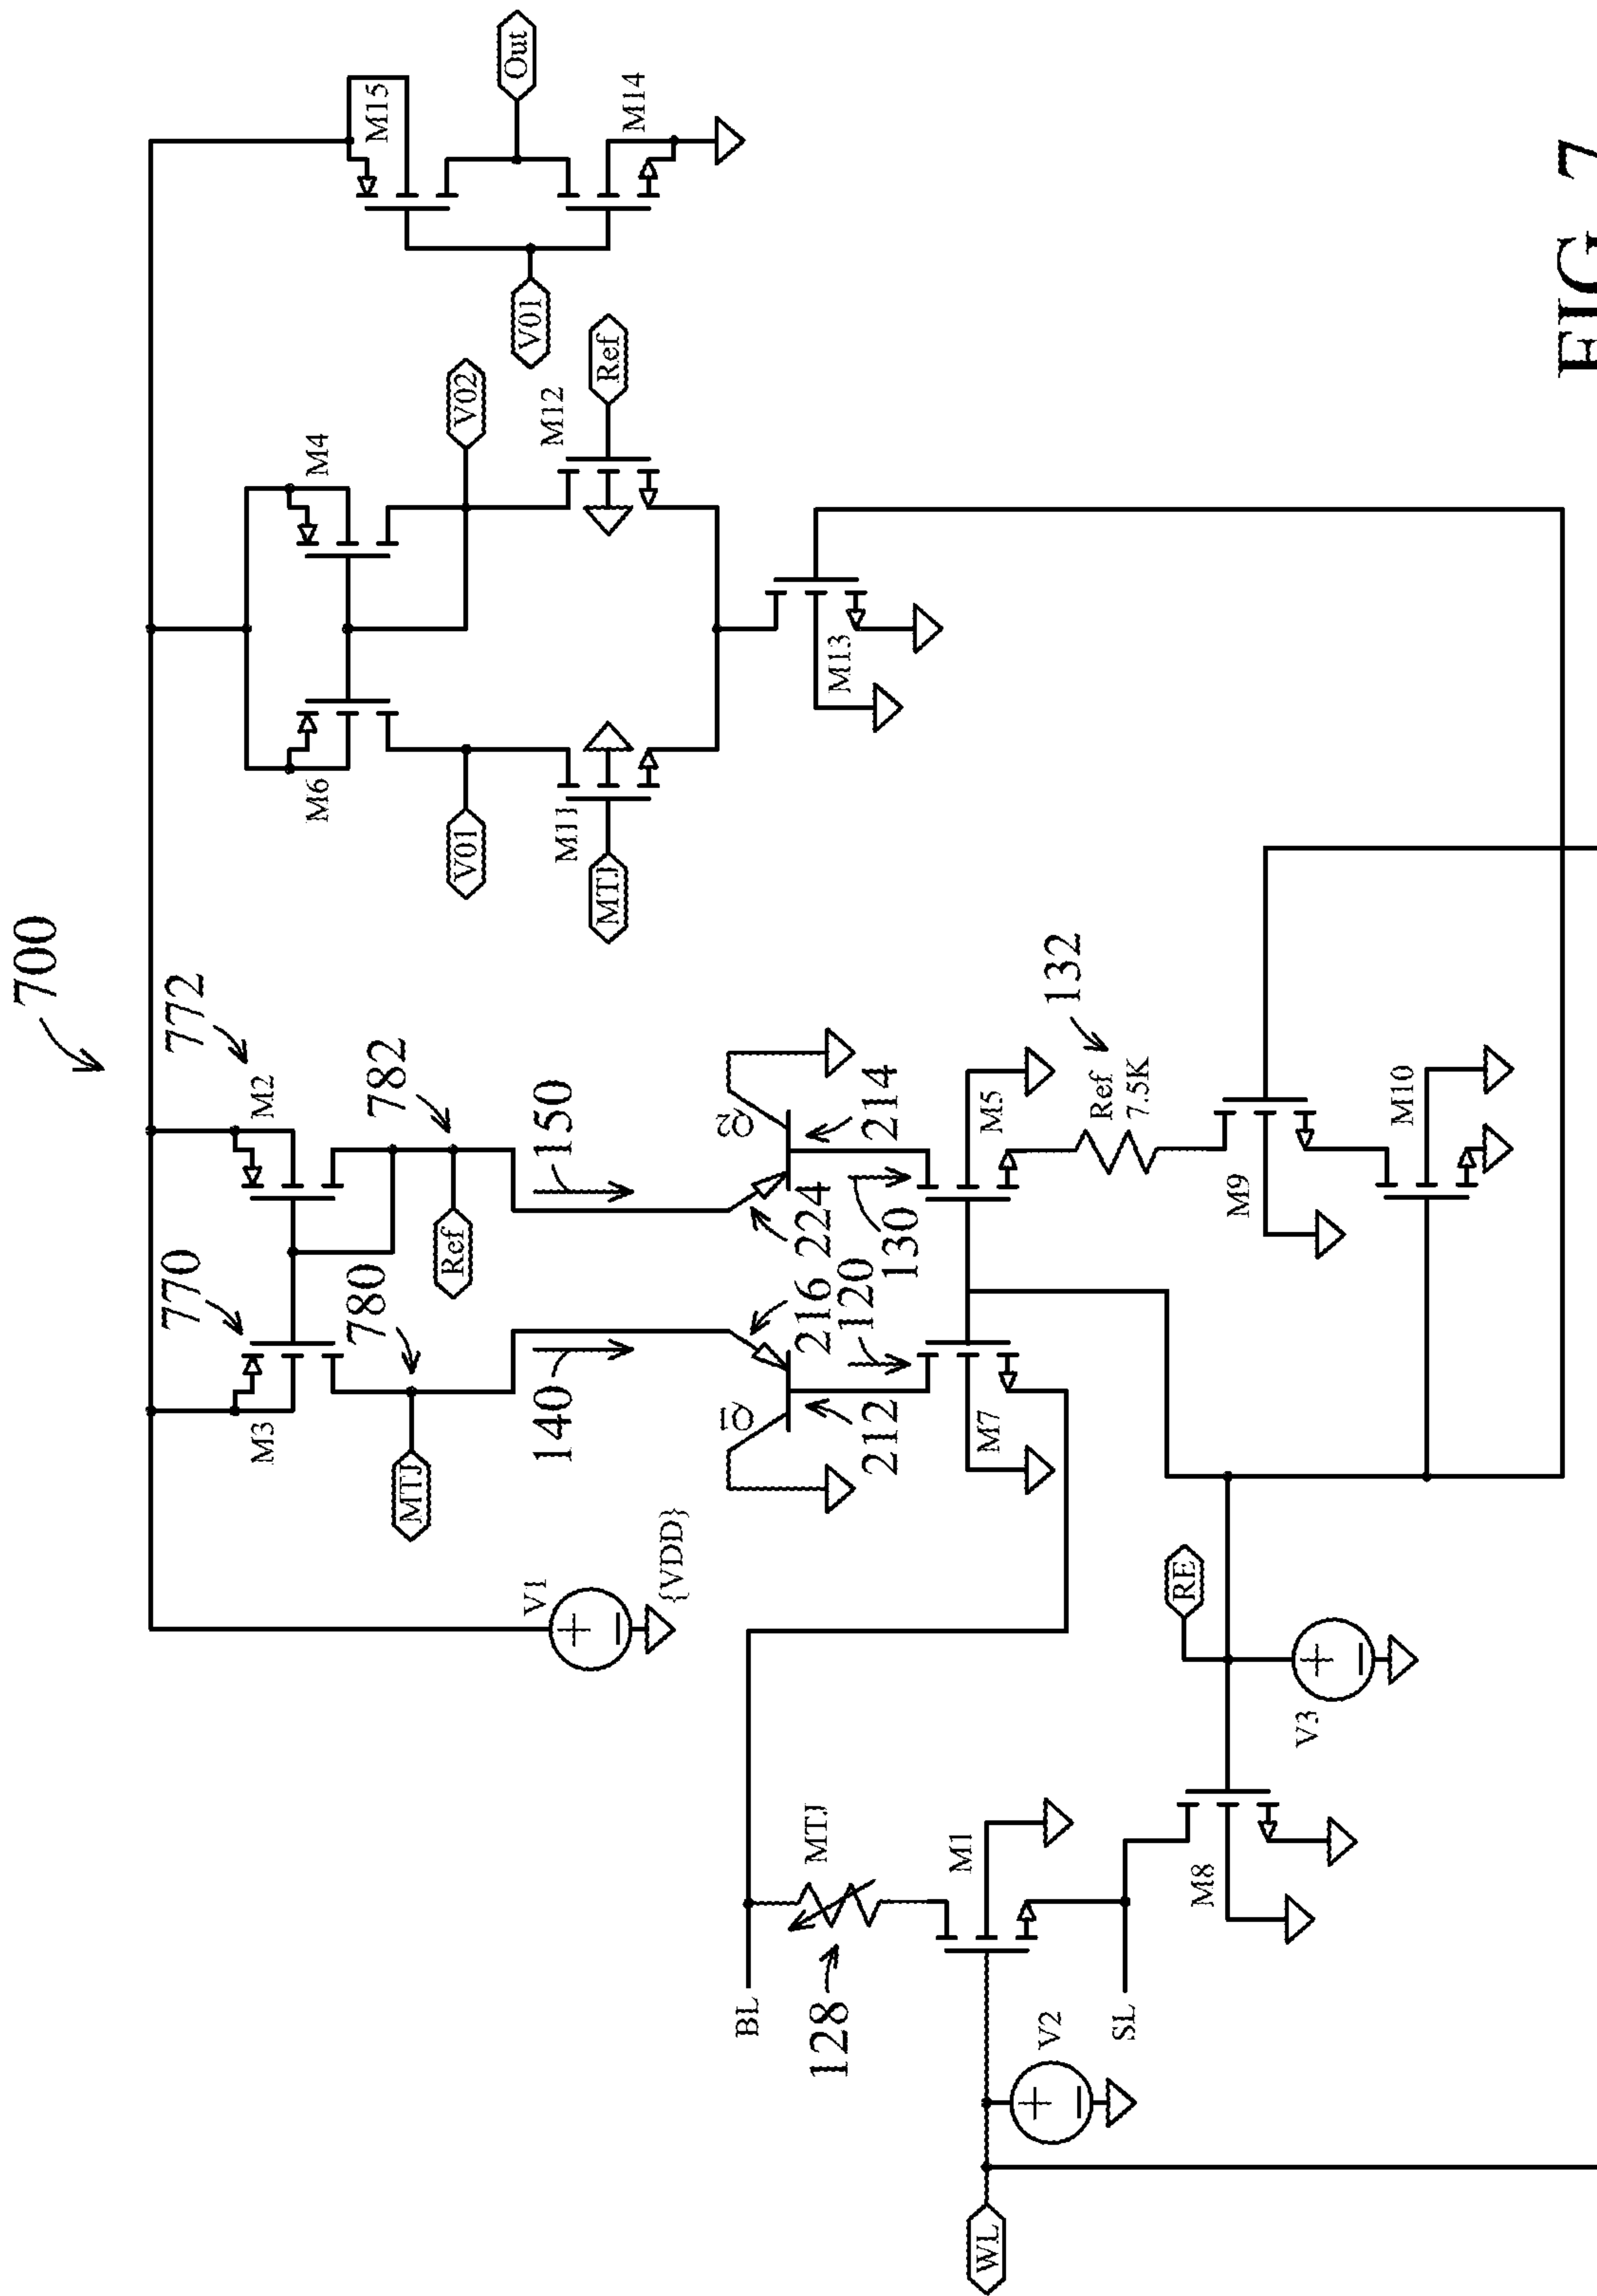 700
M15
Out
M14
V01
M4
V02
M12
Ref
M6
V01
M11
MTJ
M13
772
M2
782
770
M3
780
Ref
MTJ
150
140
Q2
Q1
214
224
216
212
130
120
M5
M7
Ref
7.5K
132
M9
M10
V1
{VDD}
RE
V3
BL
MTJ
128
M1
M8
SL
V2
WL
FIG. 7